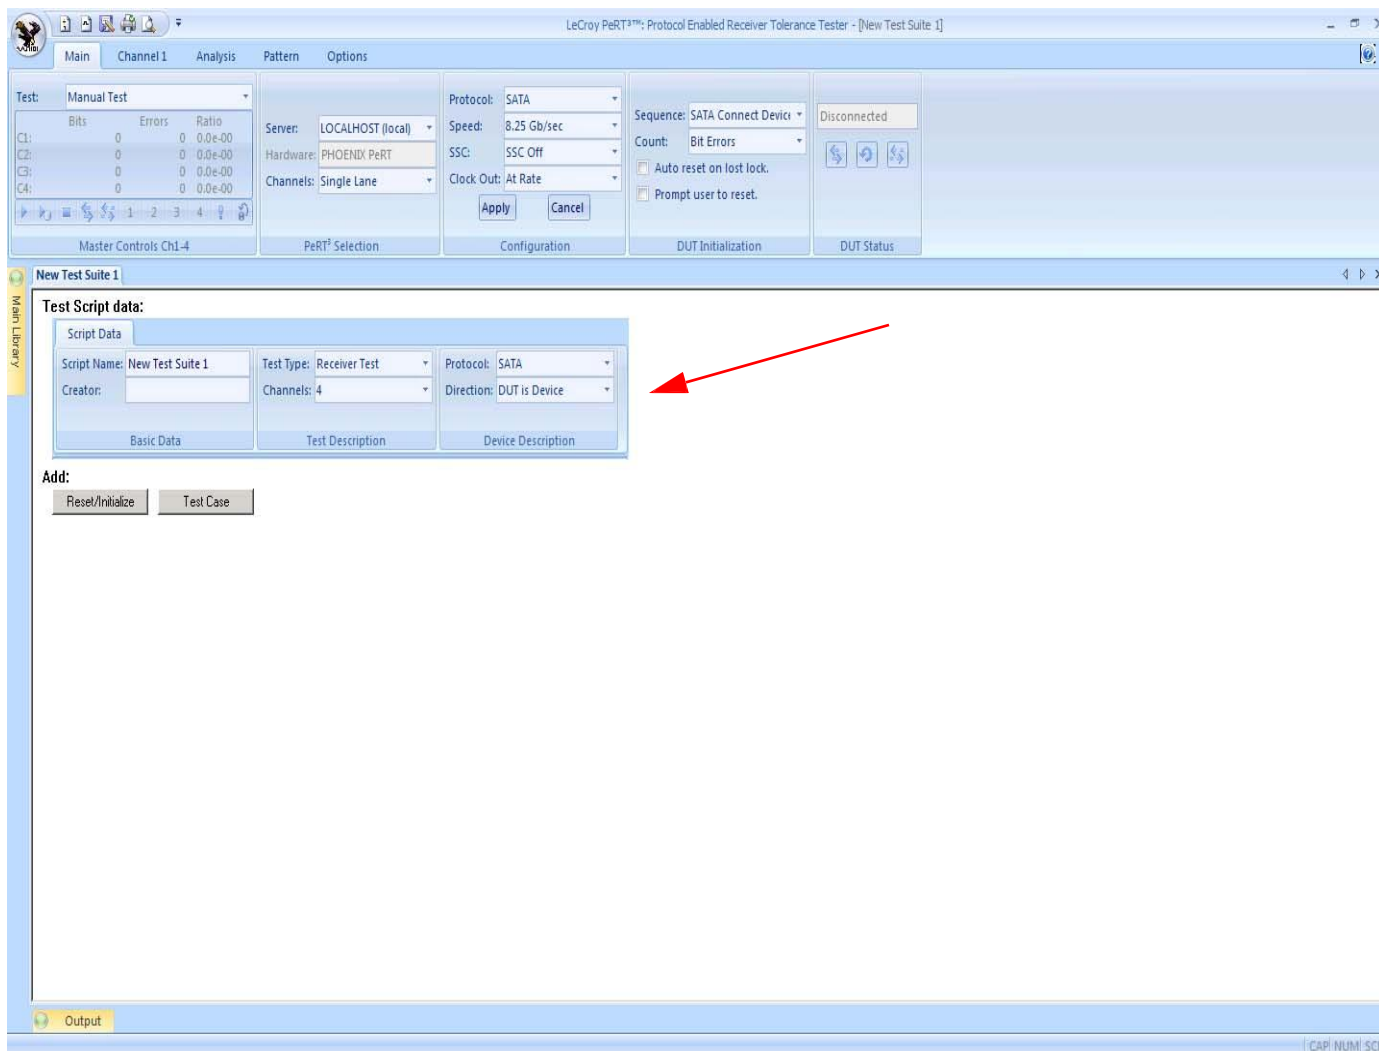 LeCroy PeRT³™: Protocol Enabled Receiver Tolerance Tester - [New Test Suite 1]
Main Channel 1 Analysis Pattern Options
Test: Manual Test
Bits Errors Ratio
C1: 0 0 0.0e-00
C2: 0 0 0.0e-00
C3: 0 0 0.0e-00
C4: 0 0 0.0e-00
1 2 3 4
Master Controls Ch1-4
Server: LOCALHOST (local)
Hardware: PHOENIX PeRT
Channels: Single Lane
PeRT³ Selection
Protocol: SATA
Speed: 8.25 Gb/sec
SSC: SSC Off
Clock Out: At Rate
Apply Cancel
Configuration
Sequence: SATA Connect Device
Count: Bit Errors
Auto reset on lost lock.
Prompt user to reset.
DUT Initialization
Disconnected
DUT Status
Main Library
New Test Suite 1
Test Script data:
Script Data
Script Name: New Test Suite 1
Creator:
Basic Data
Test Type: Receiver Test
Channels: 4
Test Description
Protocol: SATA
Direction: DUT is Device
Device Description
Add:
Reset/Initialize Test Case
Output
CAP NUM SC